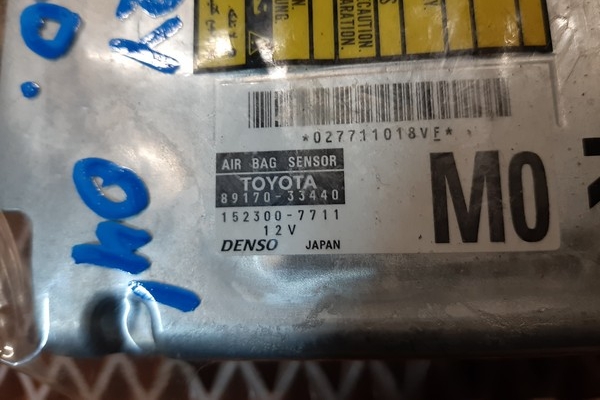 CAUTION
*027711018VE*
AIR BAG SENSOR
TOYOTA
89170-33440
152300-7711
12V
DENSO JAPAN
M0